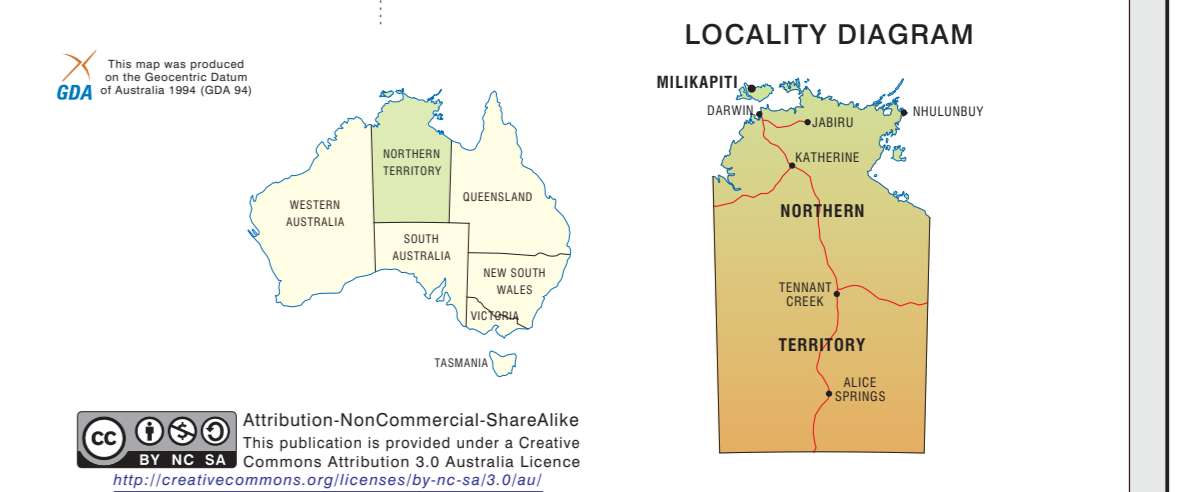 This map was produced
on the Geocentric Datum
of Australia 1994 (GDA 94)
GDA
NORTHERN
TERRITORY
WESTERN
AUSTRALIA
QUEENSLAND
SOUTH
AUSTRALIA
NEW SOUTH
WALES
VICTORIA
TASMANIA
cc
BY NC SA
Attribution-NonCommercial-ShareAlike
This publication is provided under a Creative
Commons Attribution 3.0 Australia Licence
http://creativecommons.org/licenses/by-nc-sa/3.0/au/
LOCALITY DIAGRAM
MILIKAPITI
DARWIN
JABIRU
NHULUNBUY
KATHERINE
NORTHERN
TENNANT
CREEK
TERRITORY
ALICE
SPRINGS